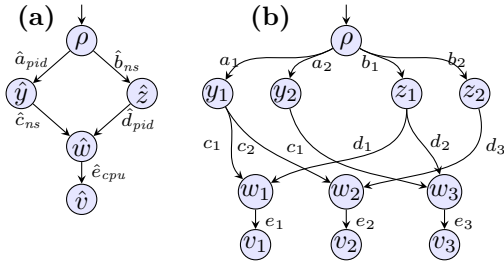 (a) (b)
ρ ρ
â_pid b̂_ns a_1 a_2 b_1 b_2
ŷ ẑ y_1 y_2 z_1 z_2
ĉ_ns d̂_pid c_1 c_2 c_1 d_1 d_2 d_3
ŵ w_1 w_2 w_3
ê_cpu e_1 e_2 e_3
v̂ v_1 v_2 v_3